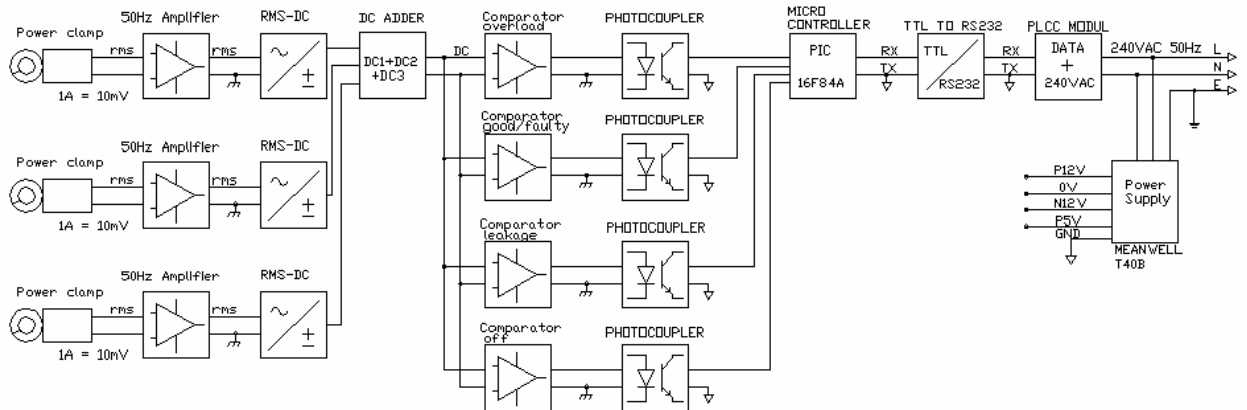 Power clamp
rms
1A = 10mV
50Hz Amplifier
rms
RMS-DC
DC ADDER
DC1+DC2
+DC3
DC
Comparator
overload
PHOTOCOUPLER
MICRO
CONTROLLER
PIC
16F84A
RX
TX
TTL TO RS232
TTL
RS232
RX
TX
PLCC MODUL
DATA
+
240VAC
240VAC 50Hz
L
N
E
Comparator
good/faulty
PHOTOCOUPLER
Power clamp
rms
1A = 10mV
50Hz Amplifier
rms
RMS-DC
P12V
0V
N12V
P5V
GND
Power
Supply
MEANWELL
T40B
Comparator
leakage
PHOTOCOUPLER
Power clamp
rms
1A = 10mV
50Hz Amplifier
rms
RMS-DC
Comparator
off
PHOTOCOUPLER